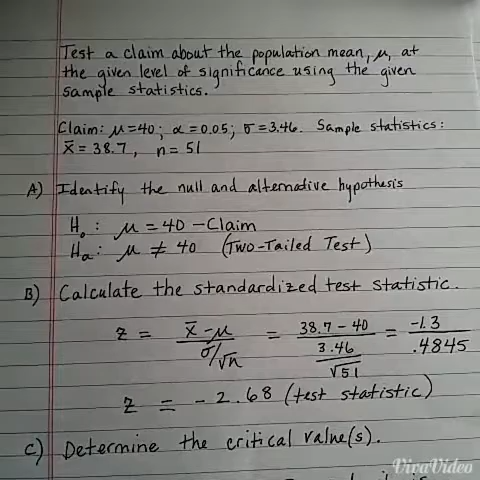 Test a claim about the population mean, μ, at
the given level of significance using the given
sample statistics.
Claim: μ=40; α=0.05; σ=3.46. Sample statistics:
x̄=38.7, n=51
A) Identify the null and alternative hypothesis
H₀: μ = 40 – Claim
Hₐ: μ ≠ 40 (Two-Tailed Test)
B) Calculate the standardized test statistic.
z = (x̄-μ)/(σ/√n) = (38.7-40)/(3.46/√51) = -1.3/.4845
z = -2.68 (test statistic)
C) Determine the critical value(s).
VivaVideo